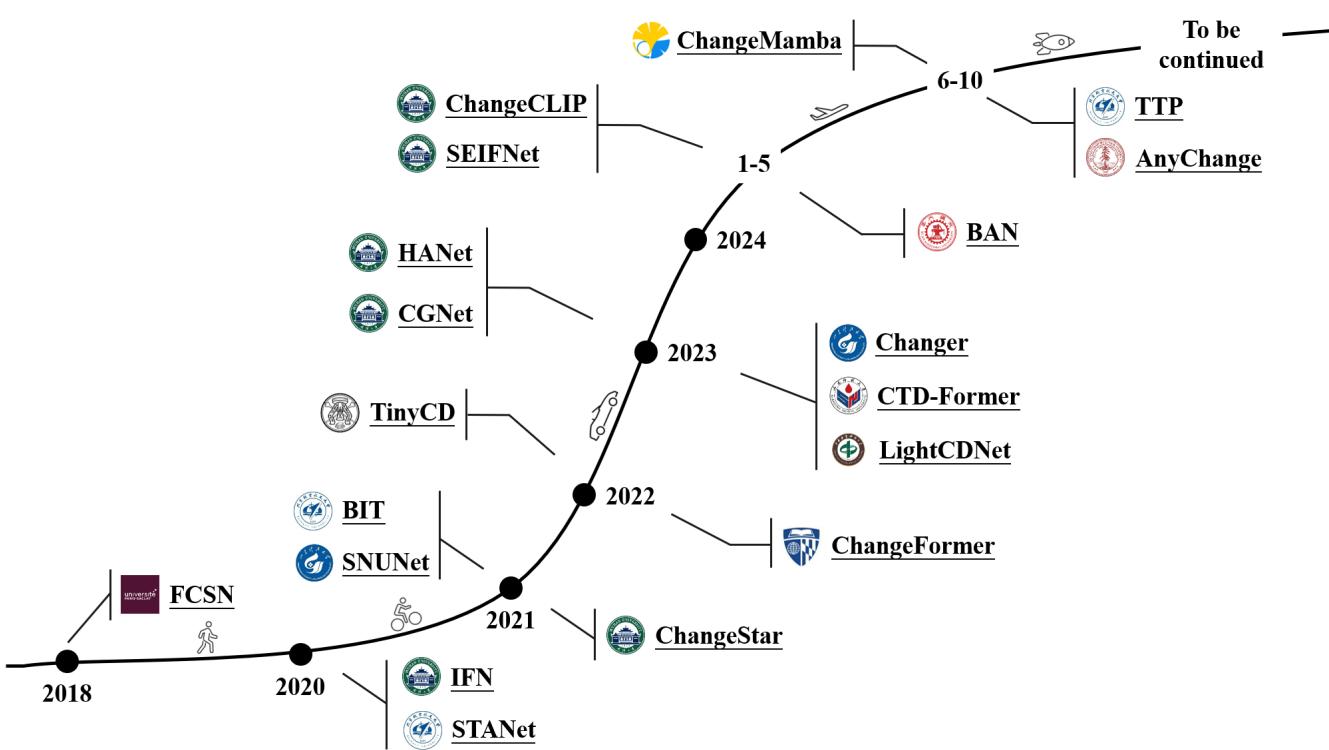 ChangeMamba
To be
continued
6-10
ChangeCLIP
SEIFNet
TTP
AnyChange
1-5
BAN
2024
HANet
CGNet
2023
Changer
CTD-Former
LightCDNet
TinyCD
2022
BIT
SNUNet
ChangeFormer
université
PARIS-SACLAY
FCSN
2021
ChangeStar
2018
2020
IFN
STANet